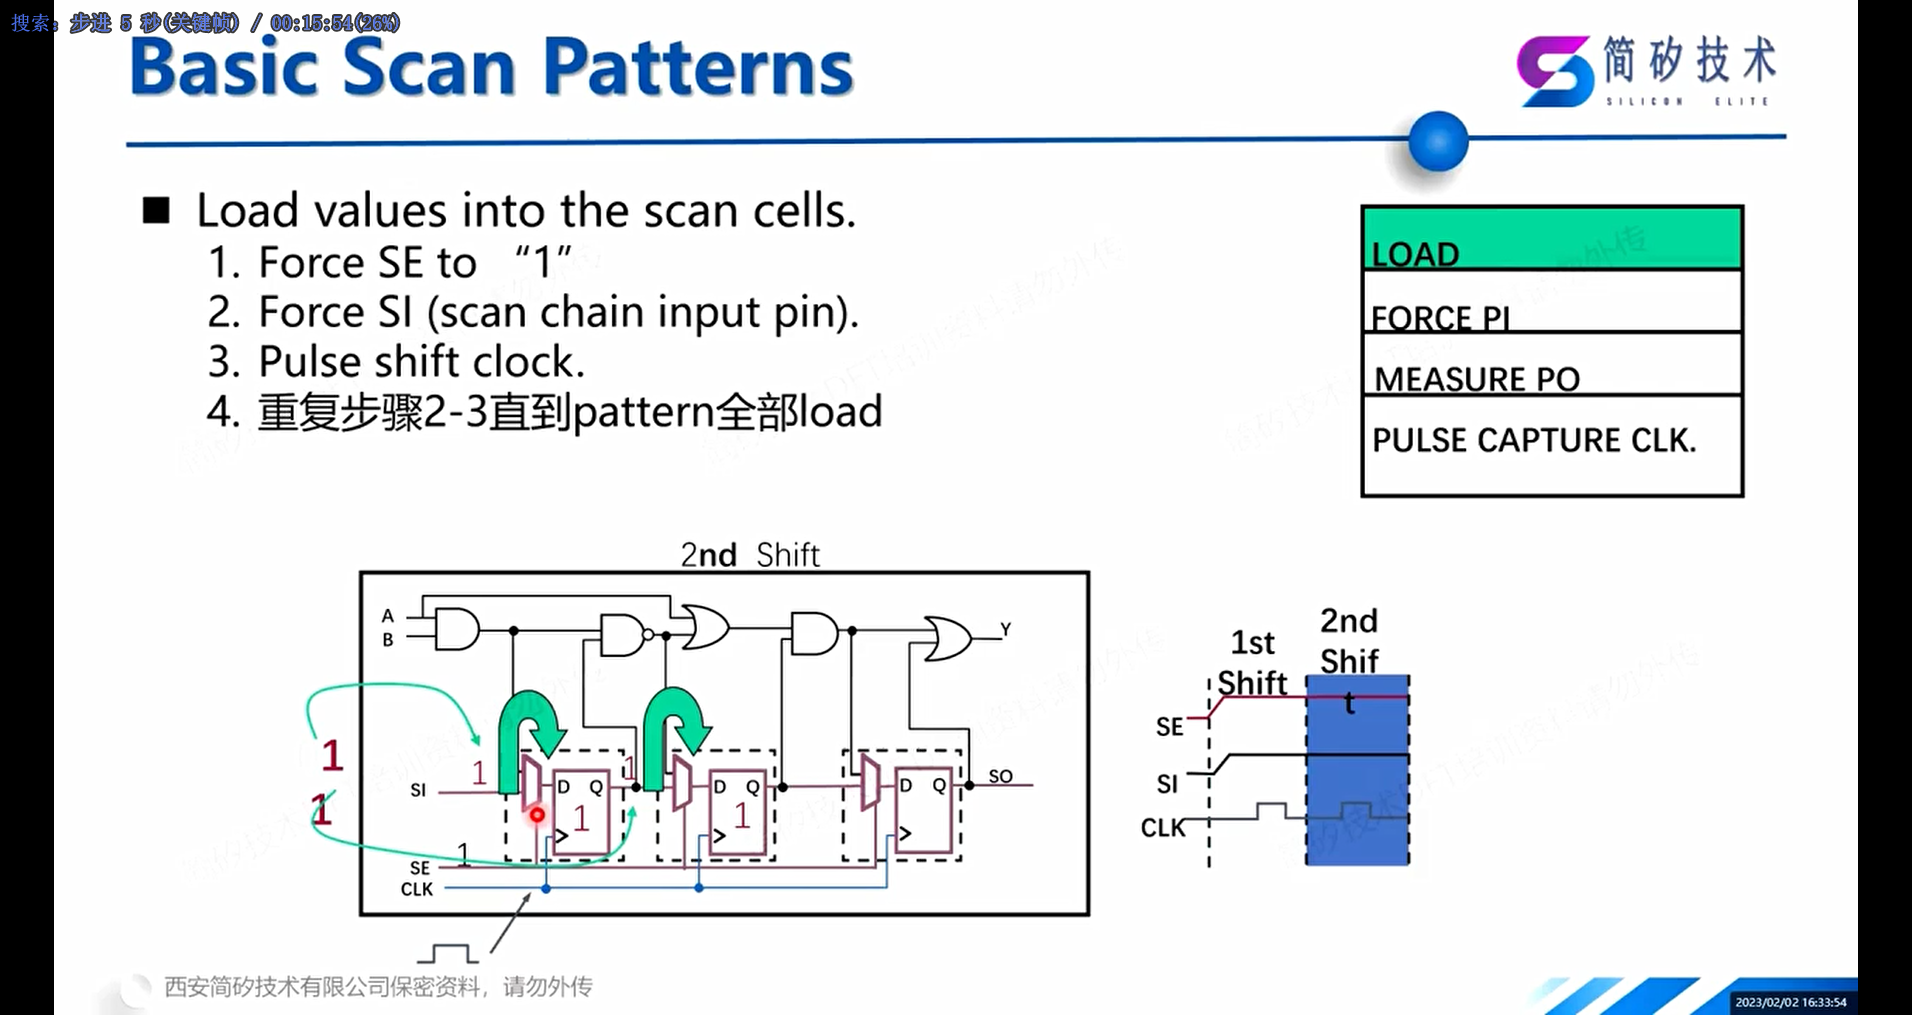 搜索: 步进 5 秒(关键帧) / 00:15:54(26%)
Basic Scan Patterns
简矽技术
SILICON ELITE
■ Load values into the scan cells.
1. Force SE to “1”
2. Force SI (scan chain input pin).
3. Pulse shift clock.
4. 重复步骤2-3直到pattern全部load
LOAD
FORCE PI
MEASURE PO
PULSE CAPTURE CLK.
2nd Shift
A
B
Y
1
1
SI
1
D Q
1
1
D Q
1
D Q
SO
SE
1
CLK
1st
Shift
2nd
Shif
t
SE
SI
CLK
西安简矽技术有限公司保密资料，请勿外传
2023/02/02 16:33:54